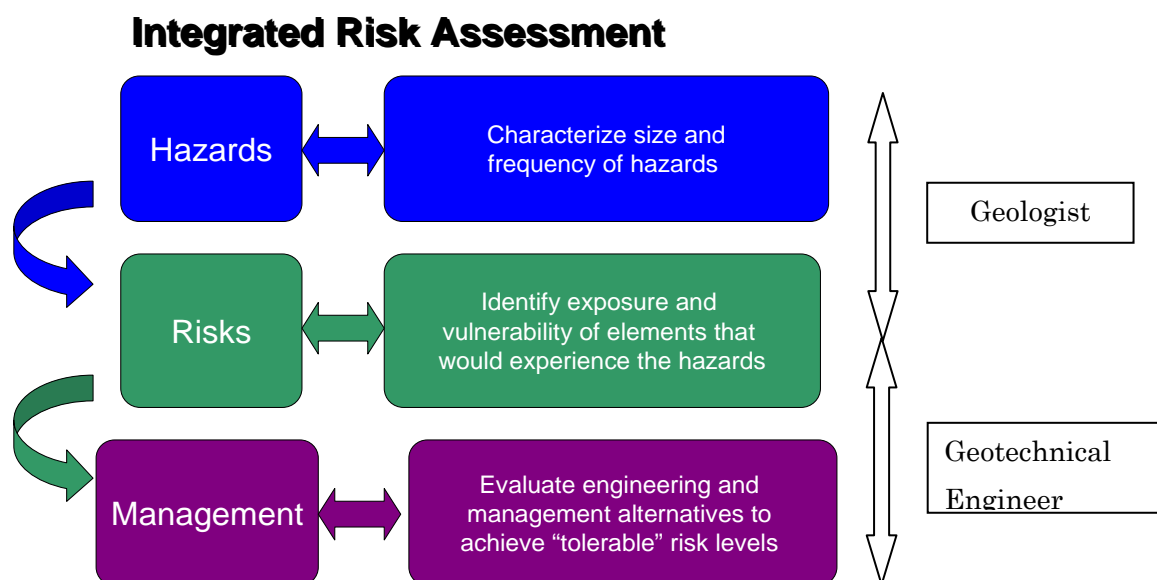 Integrated Risk Assessment
Hazards
Characterize size and
frequency of hazards
Geologist
Risks
Identify exposure and
vulnerability of elements that
would experience the hazards
Geotechnical
Engineer
Management
Evaluate engineering and
management alternatives to
achieve “tolerable” risk levels